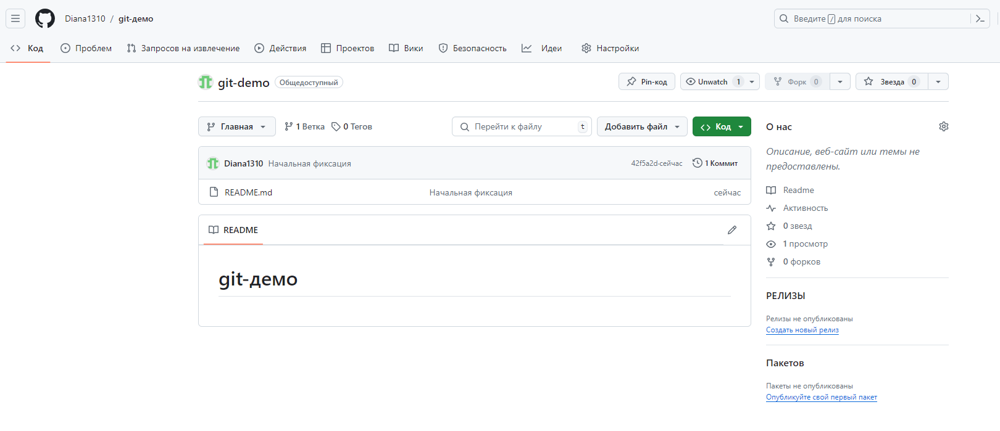 Diana1310 / git-демо
Введите / для поиска
Код Проблем Запросов на извлечение Действия Проектов Вики Безопасность Идеи Настройки
git-demo Общедоступный
Pin-код Unwatch 1 Форк 0 Звезда 0
Главная 1 Ветка 0 Тегов Перейти к файлу t Добавить файл Код
Diana1310 Начальная фиксация 42f5a2d·сейчас 1 Коммит
README.md Начальная фиксация сейчас
README
git-демо
О нас
Описание, веб-сайт или темы не
предоставлены.
Readme
Активность
0 звезд
1 просмотр
0 форков
РЕЛИЗЫ
Релизы не опубликованы
Создать новый релиз
Пакетов
Пакеты не опубликованы
Опубликуйте свой первый пакет